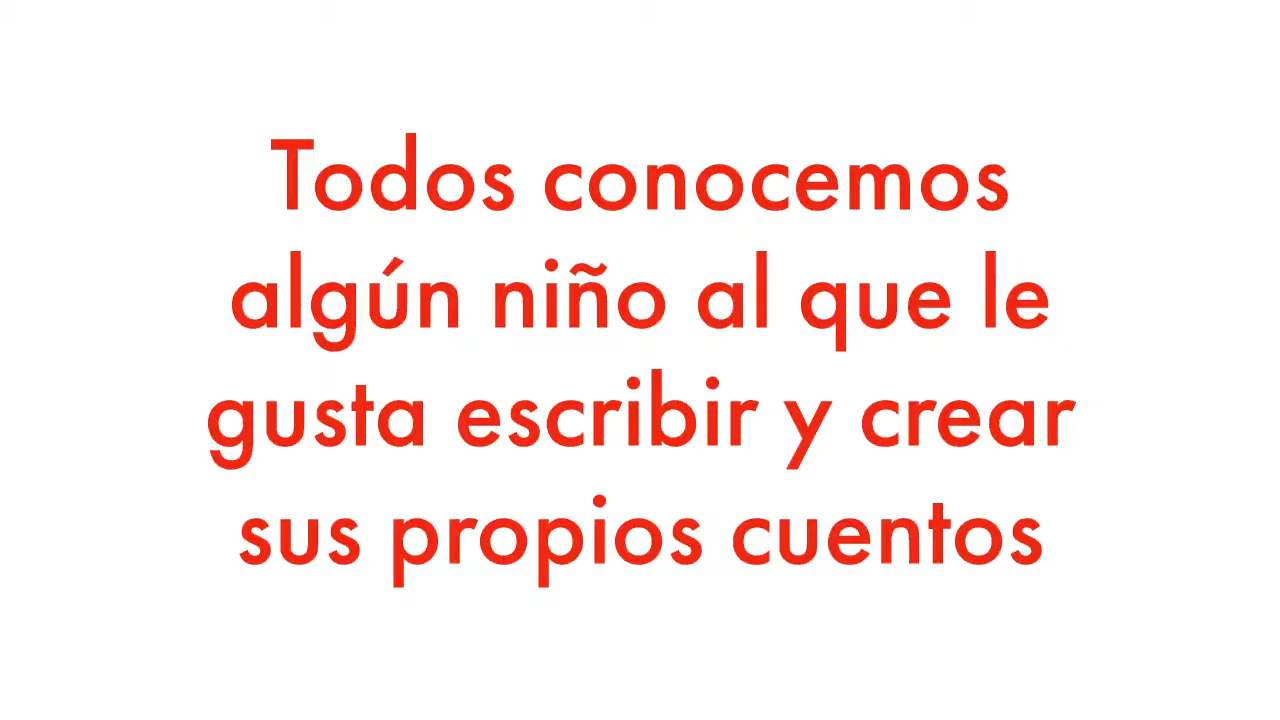 Todos conocemos
algún niño al que le
gusta escribir y crear
sus propios cuentos